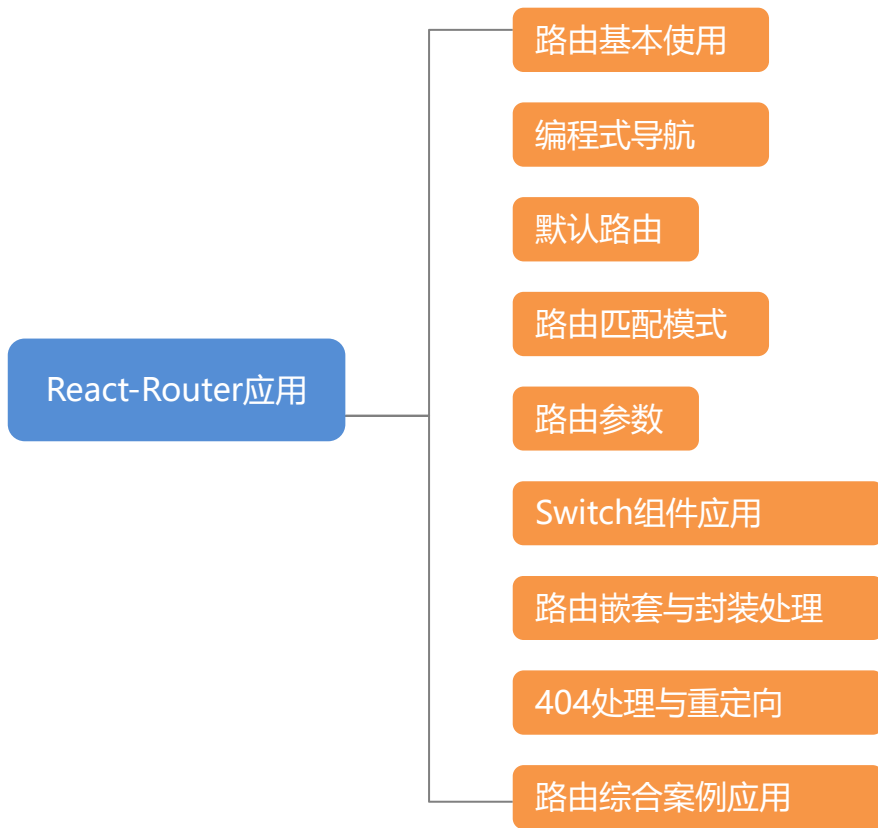 React-Router应用
路由基本使用
编程式导航
默认路由
路由匹配模式
路由参数
Switch组件应用
路由嵌套与封装处理
404处理与重定向
路由综合案例应用